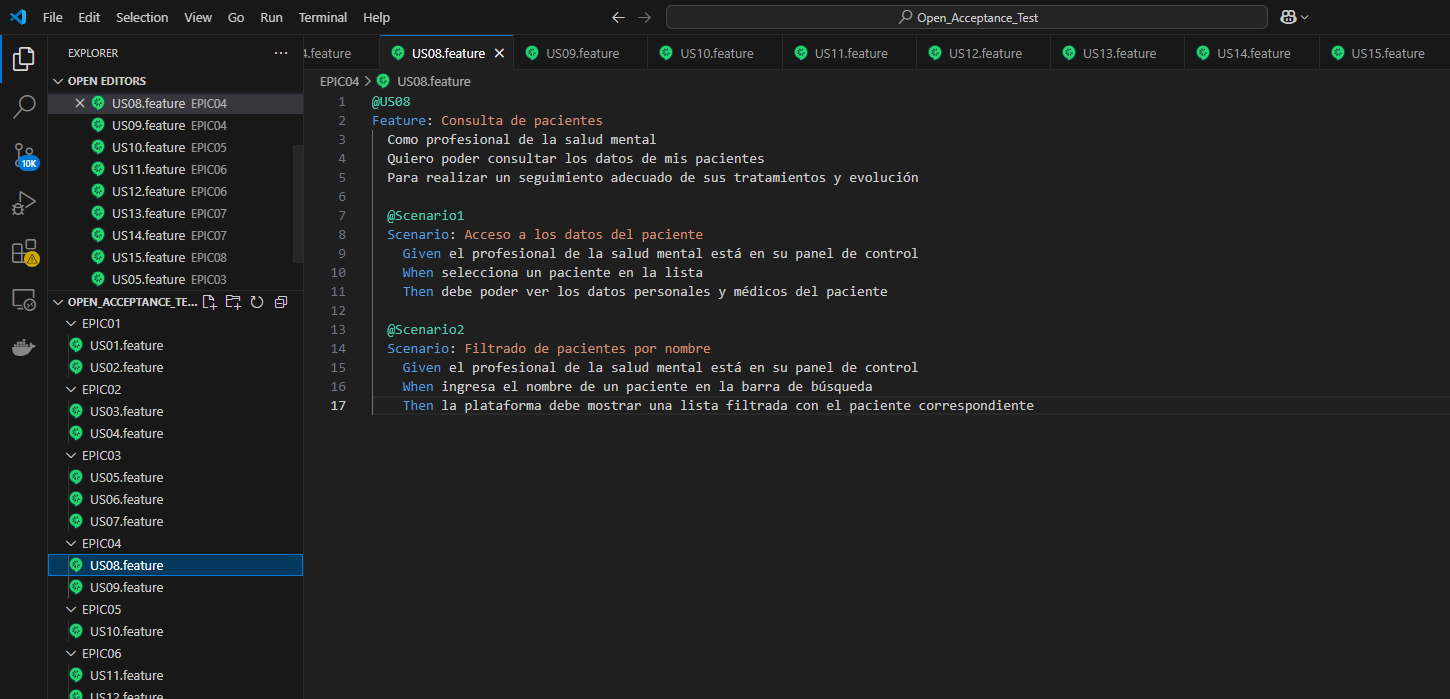 File Edit Selection View Go Run Terminal Help
Open_Acceptance_Test
EXPLORER
OPEN EDITORS
US08.feature EPIC04
US09.feature EPIC04
US10.feature EPIC05
US11.feature EPIC06
US12.feature EPIC06
US13.feature EPIC07
US14.feature EPIC07
US15.feature EPIC08
US05.feature EPIC03
OPEN_ACCEPTANCE_TE...
EPIC01
US01.feature
US02.feature
EPIC02
US03.feature
US04.feature
EPIC03
US05.feature
US06.feature
US07.feature
EPIC04
US08.feature
US09.feature
EPIC05
US10.feature
EPIC06
US11.feature
US12.feature
10K
4.feature US08.feature US09.feature US10.feature US11.feature US12.feature US13.feature US14.feature US15.feature
EPIC04 > US08.feature
1 @US08
2 Feature: Consulta de pacientes
3 Como profesional de la salud mental
4 Quiero poder consultar los datos de mis pacientes
5 Para realizar un seguimiento adecuado de sus tratamientos y evolución
6
7 @Scenario1
8 Scenario: Acceso a los datos del paciente
9 Given el profesional de la salud mental está en su panel de control
10 When selecciona un paciente en la lista
11 Then debe poder ver los datos personales y médicos del paciente
12
13 @Scenario2
14 Scenario: Filtrado de pacientes por nombre
15 Given el profesional de la salud mental está en su panel de control
16 When ingresa el nombre de un paciente en la barra de búsqueda
17 Then la plataforma debe mostrar una lista filtrada con el paciente correspondiente